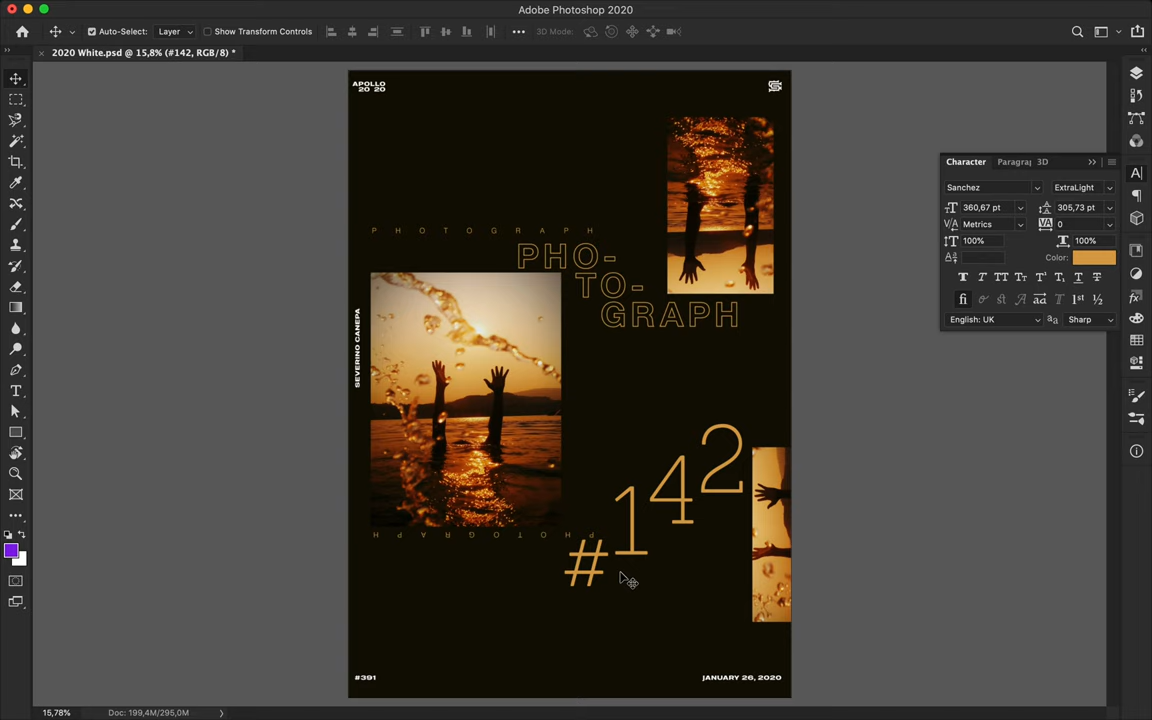 Adobe Photoshop 2020
Auto-Select:
Layer
Show Transform Controls
3D Mode:
2020 White.psd @ 15,8% (#142, RGB/8) *
APOLLO
20 20
PHOTOGRAPH
PHO-
TO-
GRAPH
SEVERINO CANEPA
PHOTOGRAPH
#142
#391
JANUARY 26, 2020
Character
Paragraj
3D
Sanchez
ExtraLight
360,67 pt
305,73 pt
Metrics
0
100%
100%
Color:
English: UK
Sharp
15,78%
Doc: 199,4M/295,0M